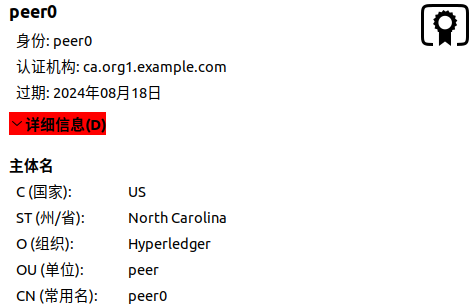 peer0
身份: peer0
认证机构: ca.org1.example.com
过期: 2024年08月18日
详细信息(D)
主体名
C (国家): US
ST (州/省): North Carolina
O (组织): Hyperledger
OU (单位): peer
CN (常用名): peer0